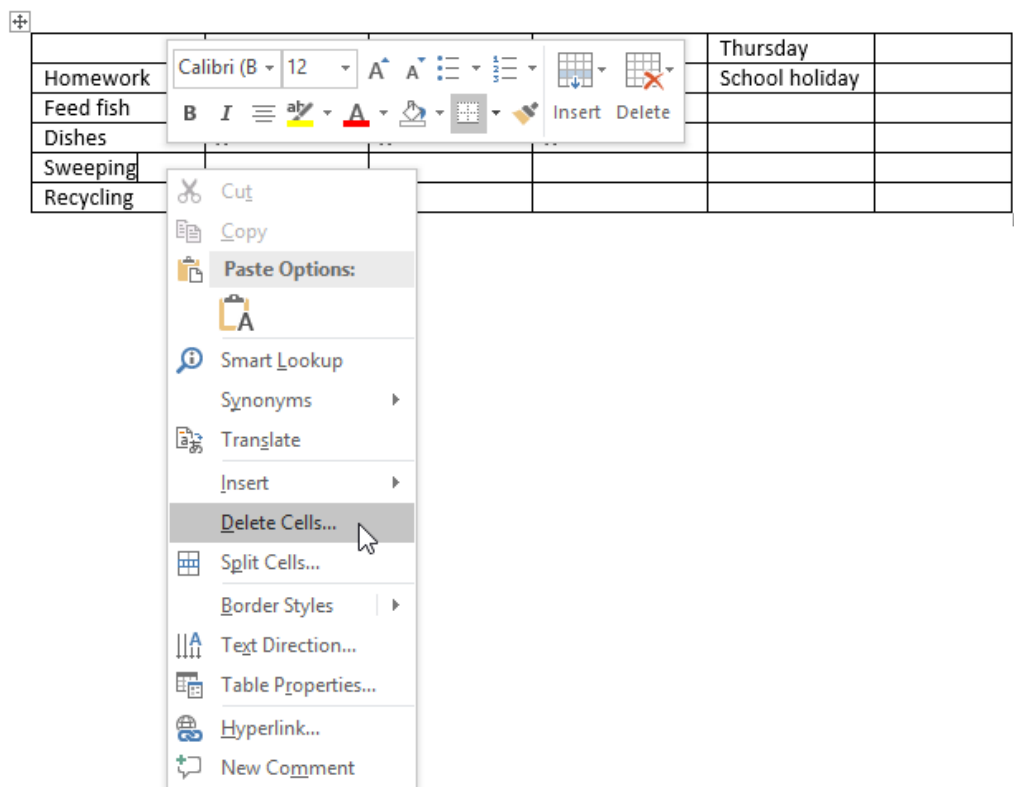 Thursday
Homework School holiday
Feed fish
Dishes
Sweeping
Recycling
Calibri (B 12
B I ab A Insert Delete
Cut
Copy
Paste Options:
Smart Lookup
Synonyms
Translate
Insert
Delete Cells...
Split Cells...
Border Styles
Text Direction...
Table Properties...
Hyperlink...
New Comment